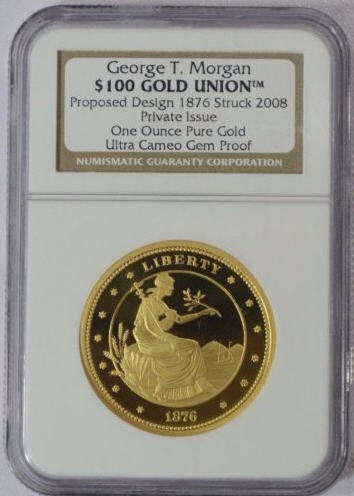 George T. Morgan
$100 GOLD UNION™
Proposed Design 1876 Struck 2008
Private Issue
One Ounce Pure Gold
Ultra Cameo Gem Proof
NUMISMATIC GUARANTY CORPORATION
LIBERTY
1876